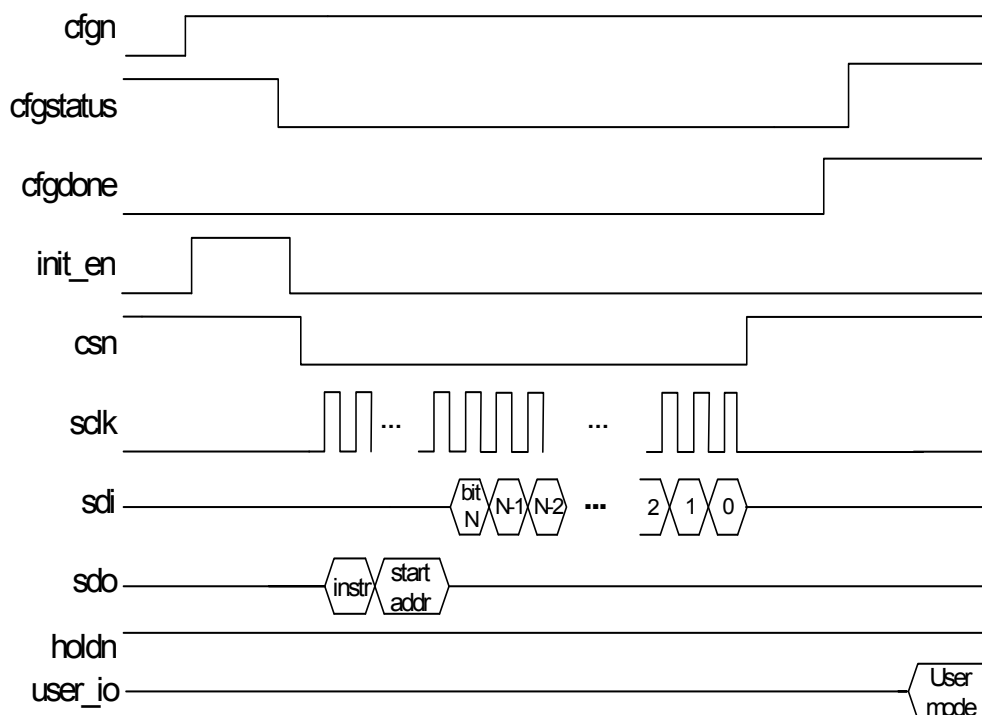 cfgn
cfgstatus
cfgdone
init_en
csn
sclk
... ...
sdi
bit
N
N-1
N-2
...
2
1
0
sdo
instr
start
addr
holdn
user_io
User
mode